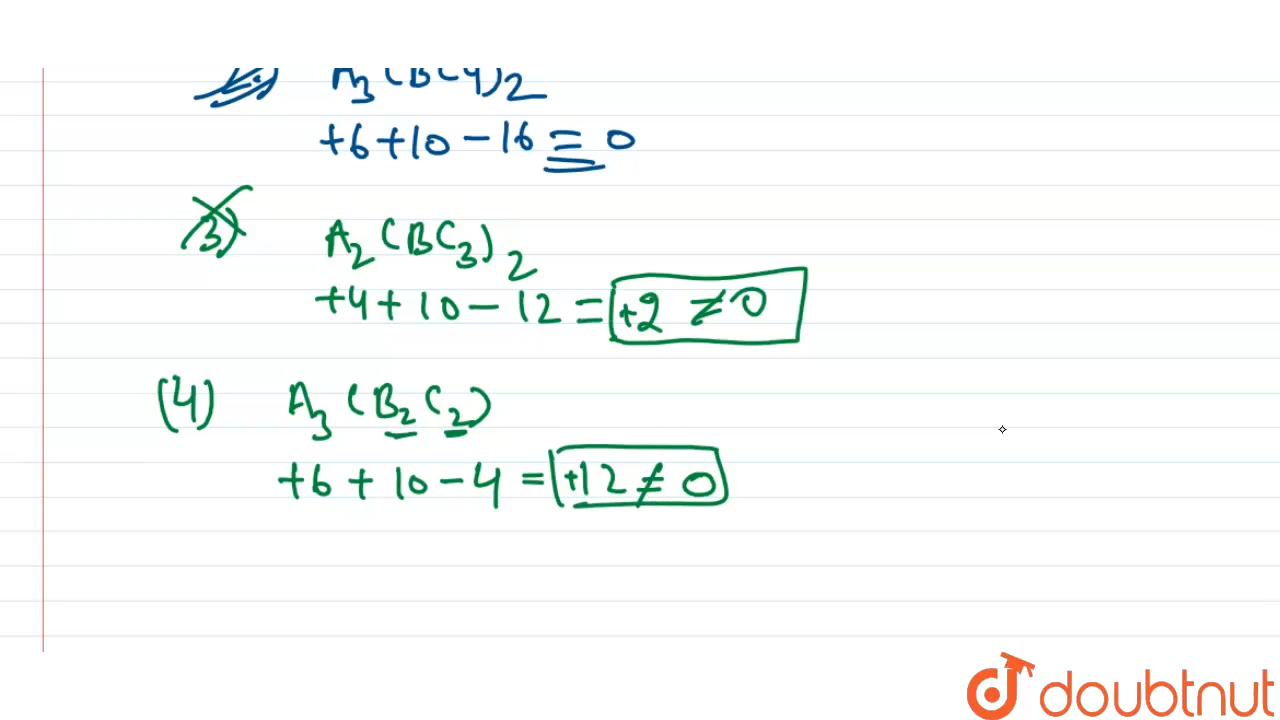 A₃(BC4)₂
+6+10-16=0
3) A₂(BC₃)₂
+4+10-12=+2≠0
(4) A₃(B₂C₂)
+6+10-4=+12≠0
doubtnut